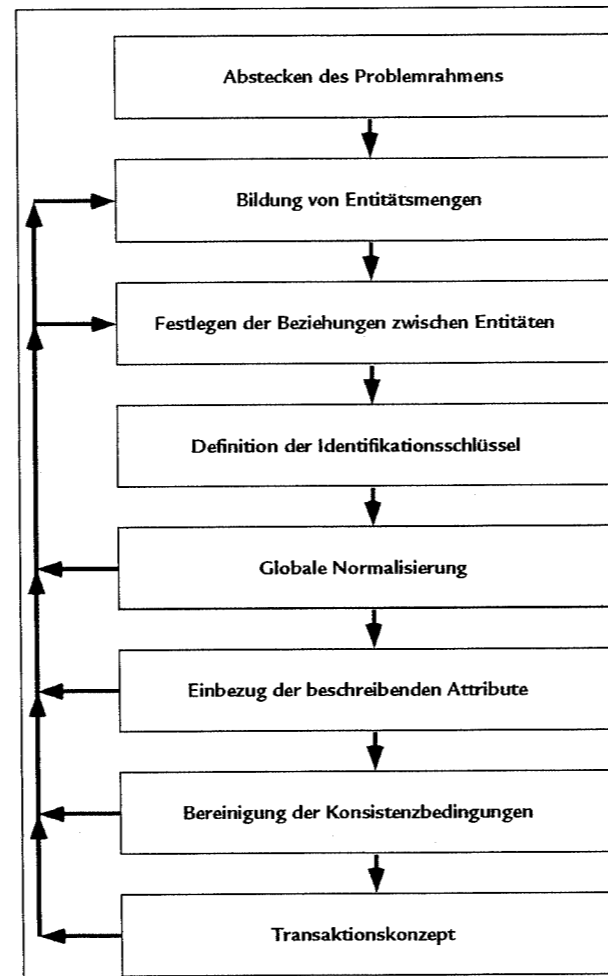 Abstecken des Problemrahmens
Bildung von Entitätsmengen
Festlegen der Beziehungen zwischen Entitäten
Definition der Identifikationsschlüssel
Globale Normalisierung
Einbezug der beschreibenden Attribute
Bereinigung der Konsistenzbedingungen
Transaktionskonzept